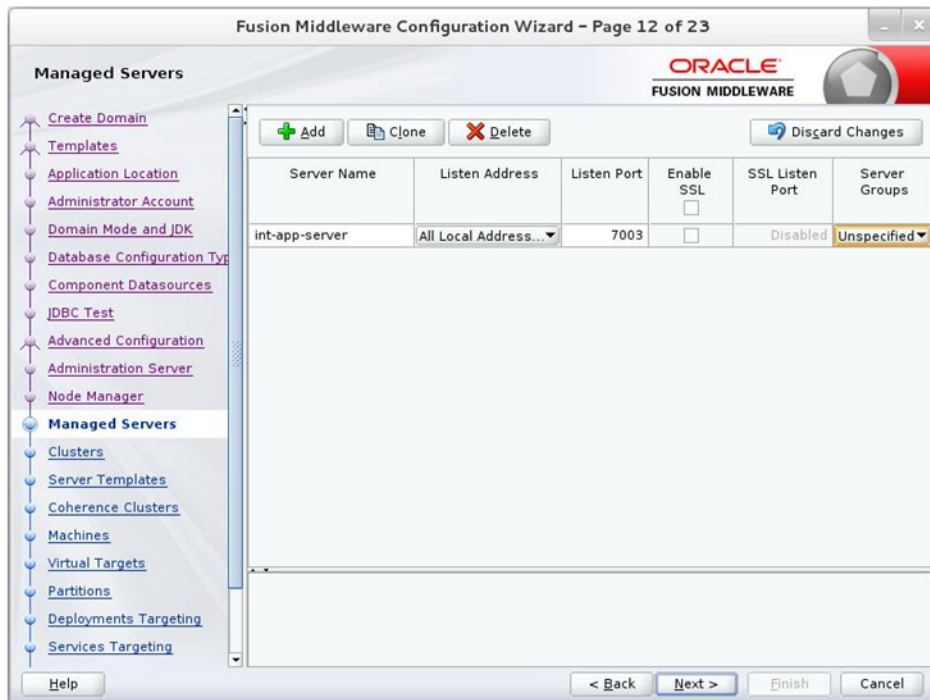 Fusion Middleware Configuration Wizard – Page 12 of 23
Managed Servers
ORACLE
FUSION MIDDLEWARE
Create Domain
Templates
Application Location
Administrator Account
Domain Mode and JDK
Database Configuration Typ
Component Datasources
JDBC Test
Advanced Configuration
Administration Server
Node Manager
Managed Servers
Clusters
Server Templates
Coherence Clusters
Machines
Virtual Targets
Partitions
Deployments Targeting
Services Targeting
Add Clone Delete Discard Changes
Server Name Listen Address Listen Port Enable SSL SSL Listen Port Server Groups
int-app-server All Local Address... 7003 Disabled Unspecified
Help < Back Next > Finish Cancel